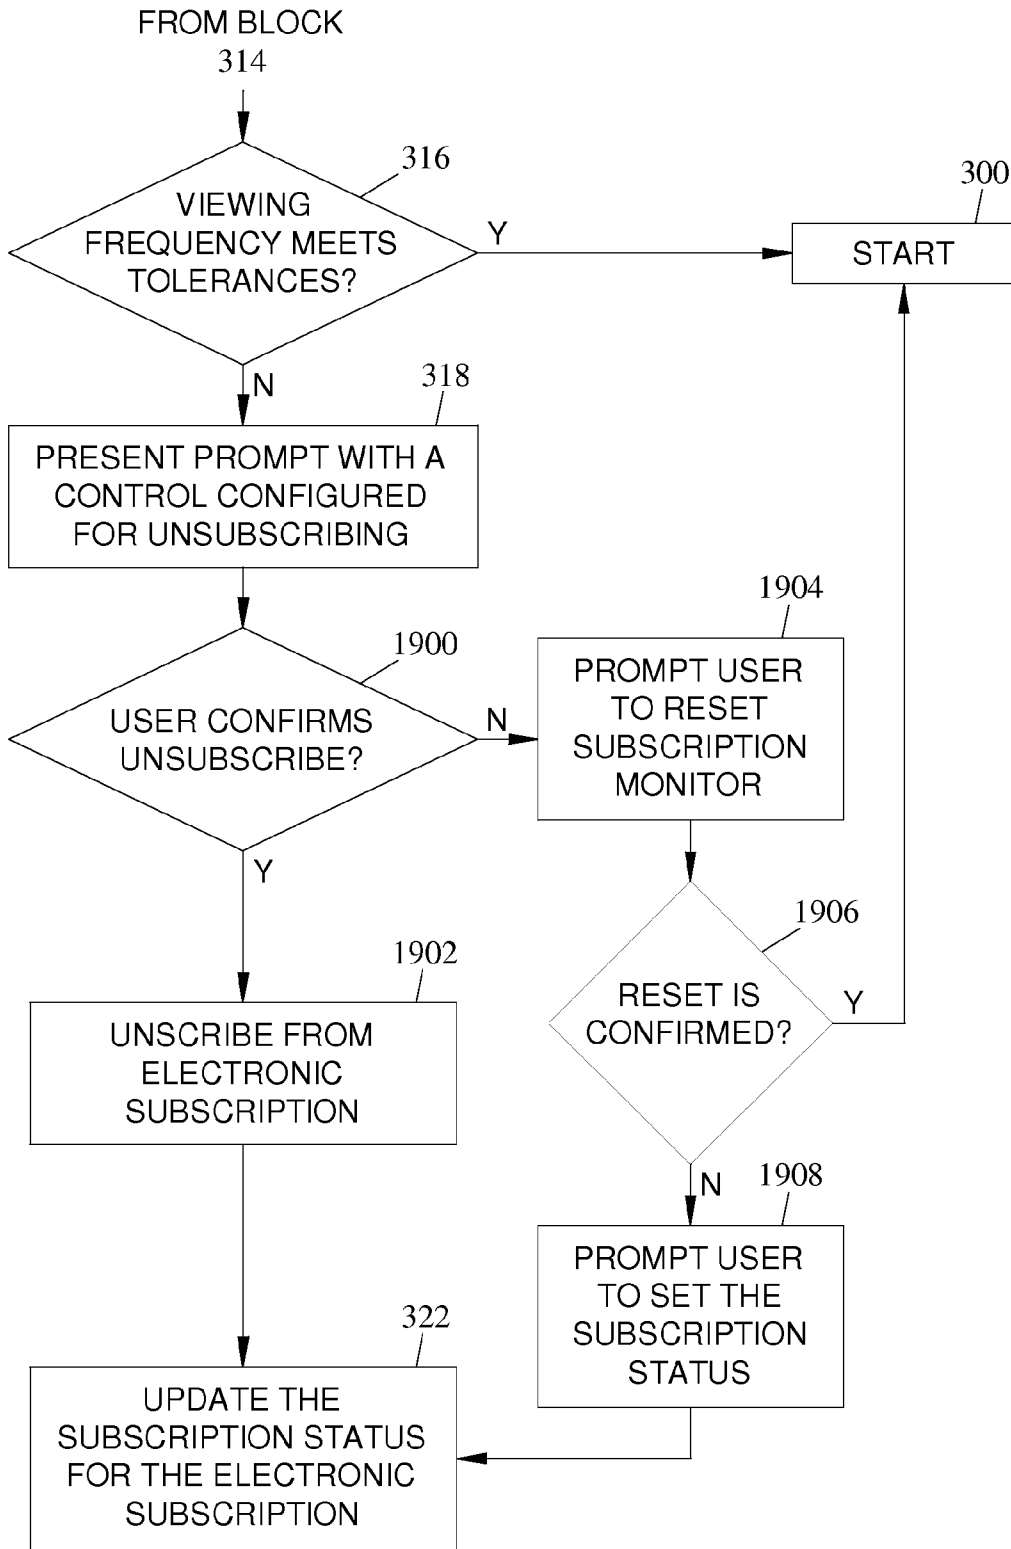 FROM BLOCK
314
316
VIEWING
FREQUENCY MEETS
TOLERANCES?
Y
300
START
N
318
PRESENT PROMPT WITH A
CONTROL CONFIGURED
FOR UNSUBSCRIBING
1900
USER CONFIRMS
UNSUBSCRIBE?
N
1904
PROMPT USER
TO RESET
SUBSCRIPTION
MONITOR
Y
1902
UNSCRIBE FROM
ELECTRONIC
SUBSCRIPTION
1906
RESET IS
CONFIRMED?
Y
N
1908
PROMPT USER
TO SET THE
SUBSCRIPTION
STATUS
322
UPDATE THE
SUBSCRIPTION STATUS
FOR THE ELECTRONIC
SUBSCRIPTION